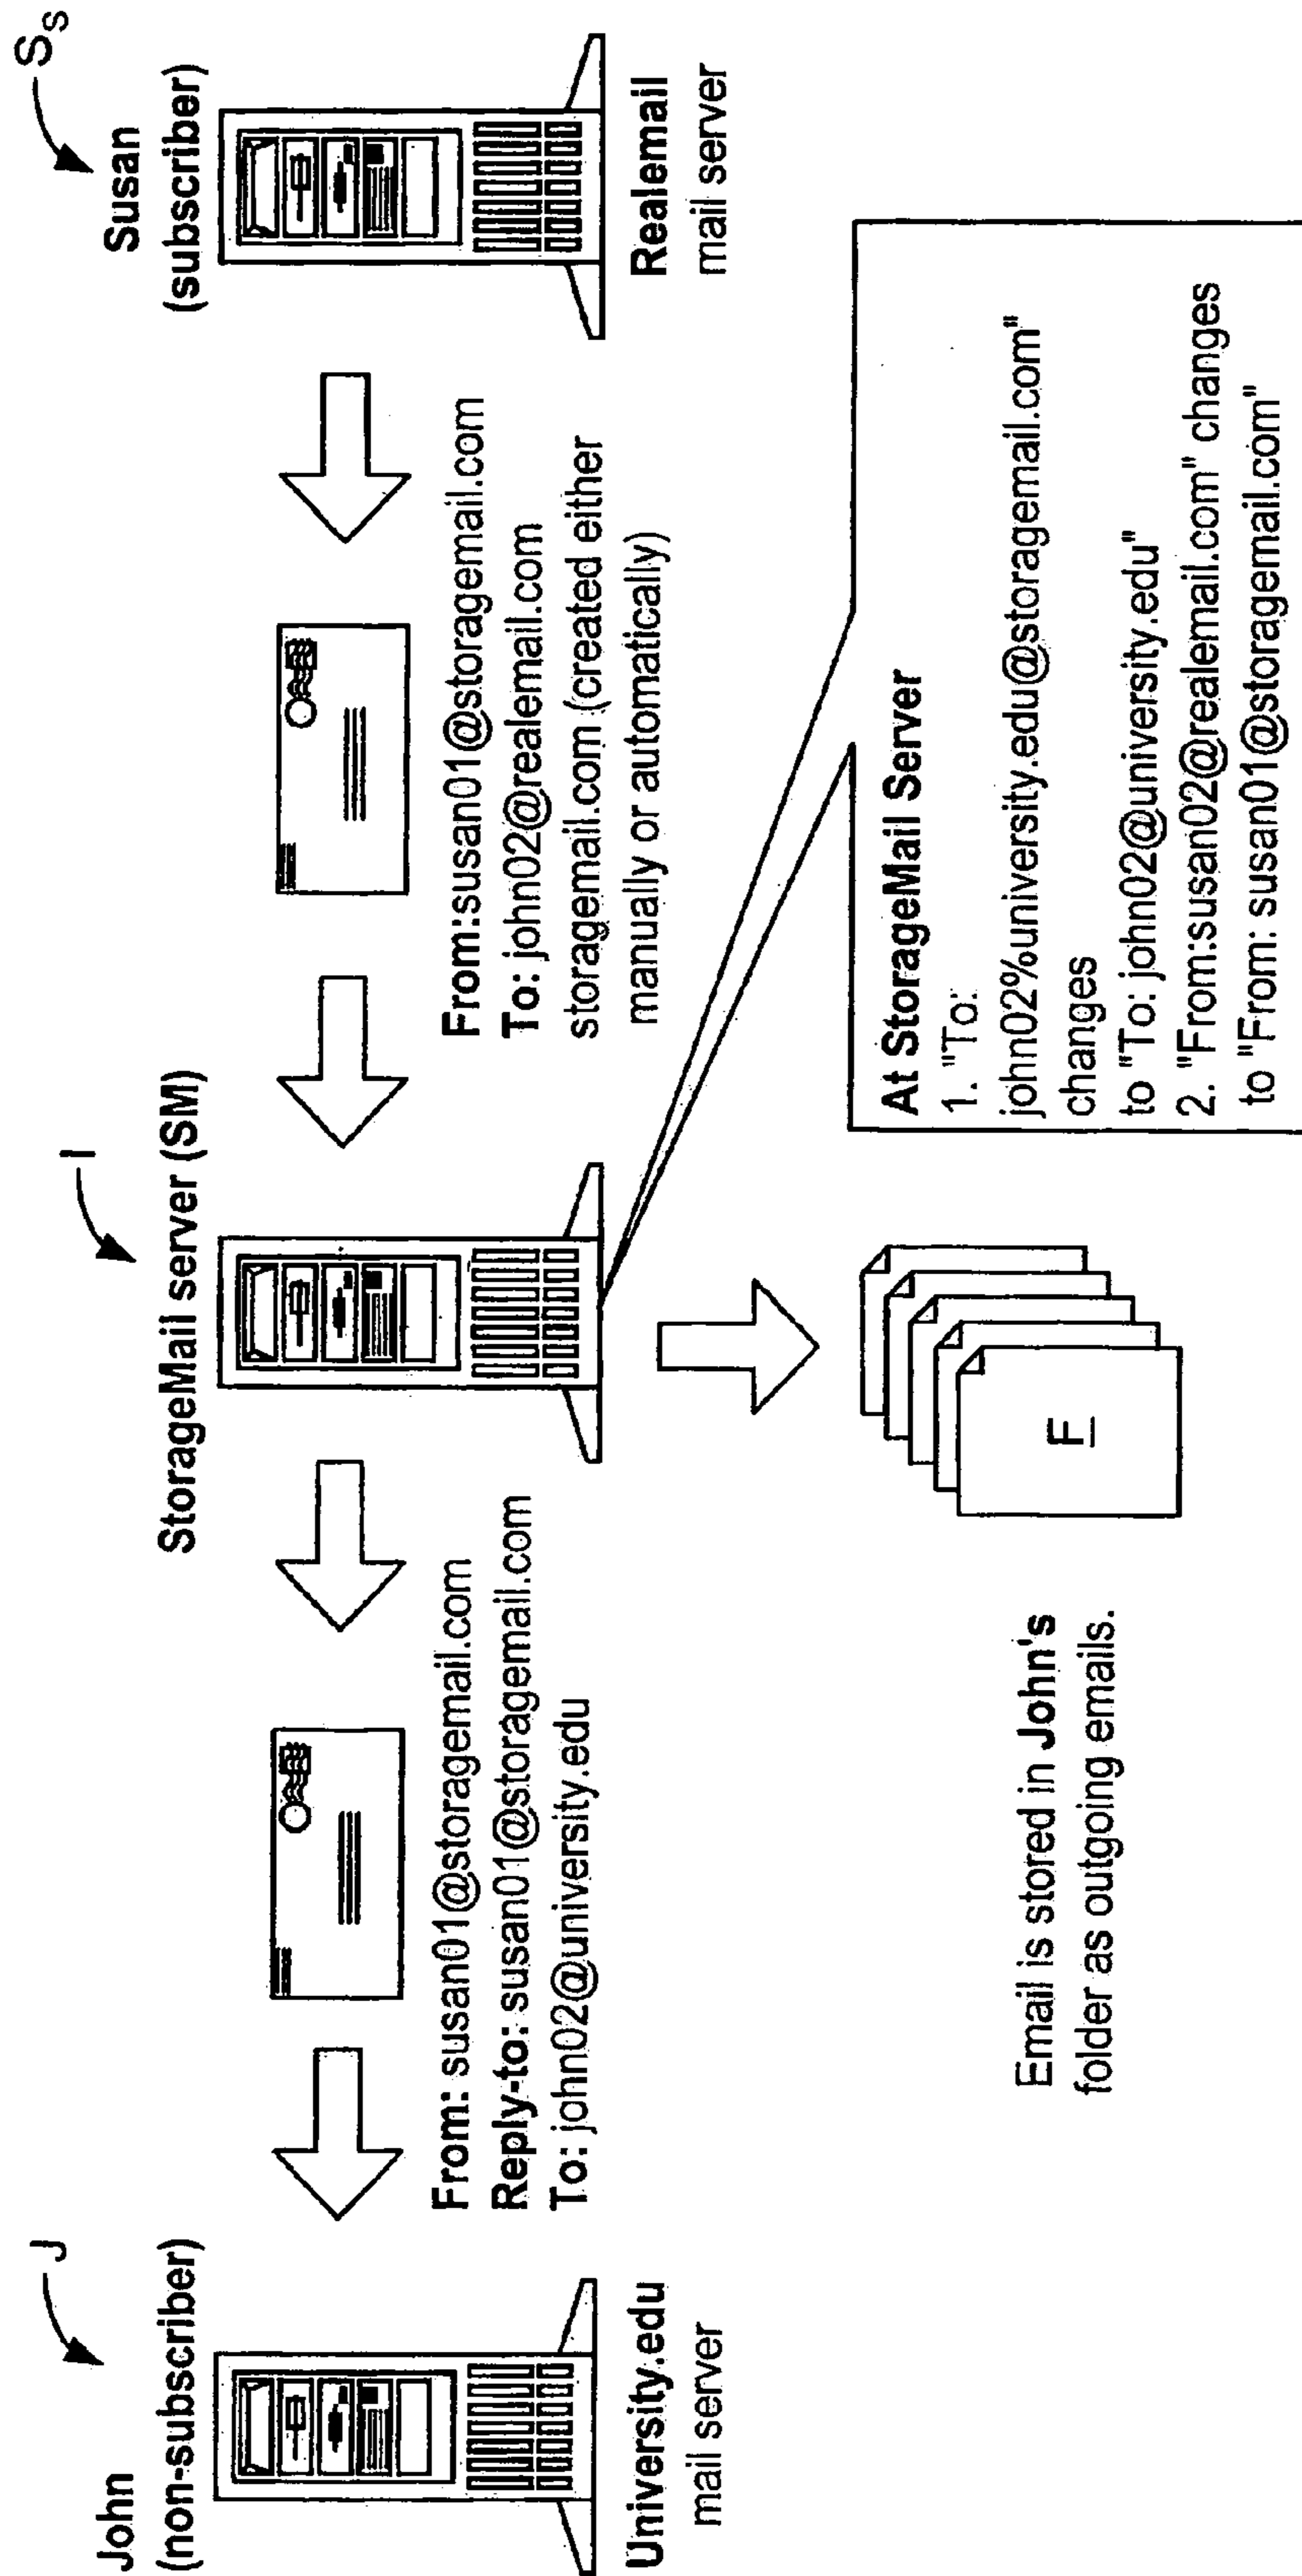 J
John
(non-subscriber)
University.edu
mail server
From: susan01@storagemail.com
Reply-to: susan01@storagemail.com
To: john02@university.edu
I
StorageMail server (SM)
Email is stored in John's
folder as outgoing emails.
F
From:susan01@storagemail.com
To: john02@realemail.com
storagemail.com (created either
manually or automatically)
Ss
Susan
(subscriber)
Realemail
mail server
At StorageMail Server
1. "To:
john02%university.edu@storagemail.com"
changes
to "To: john02@university.edu"
2. "From:susan02@realemail.com" changes
to "From: susan01@storagemail.com"